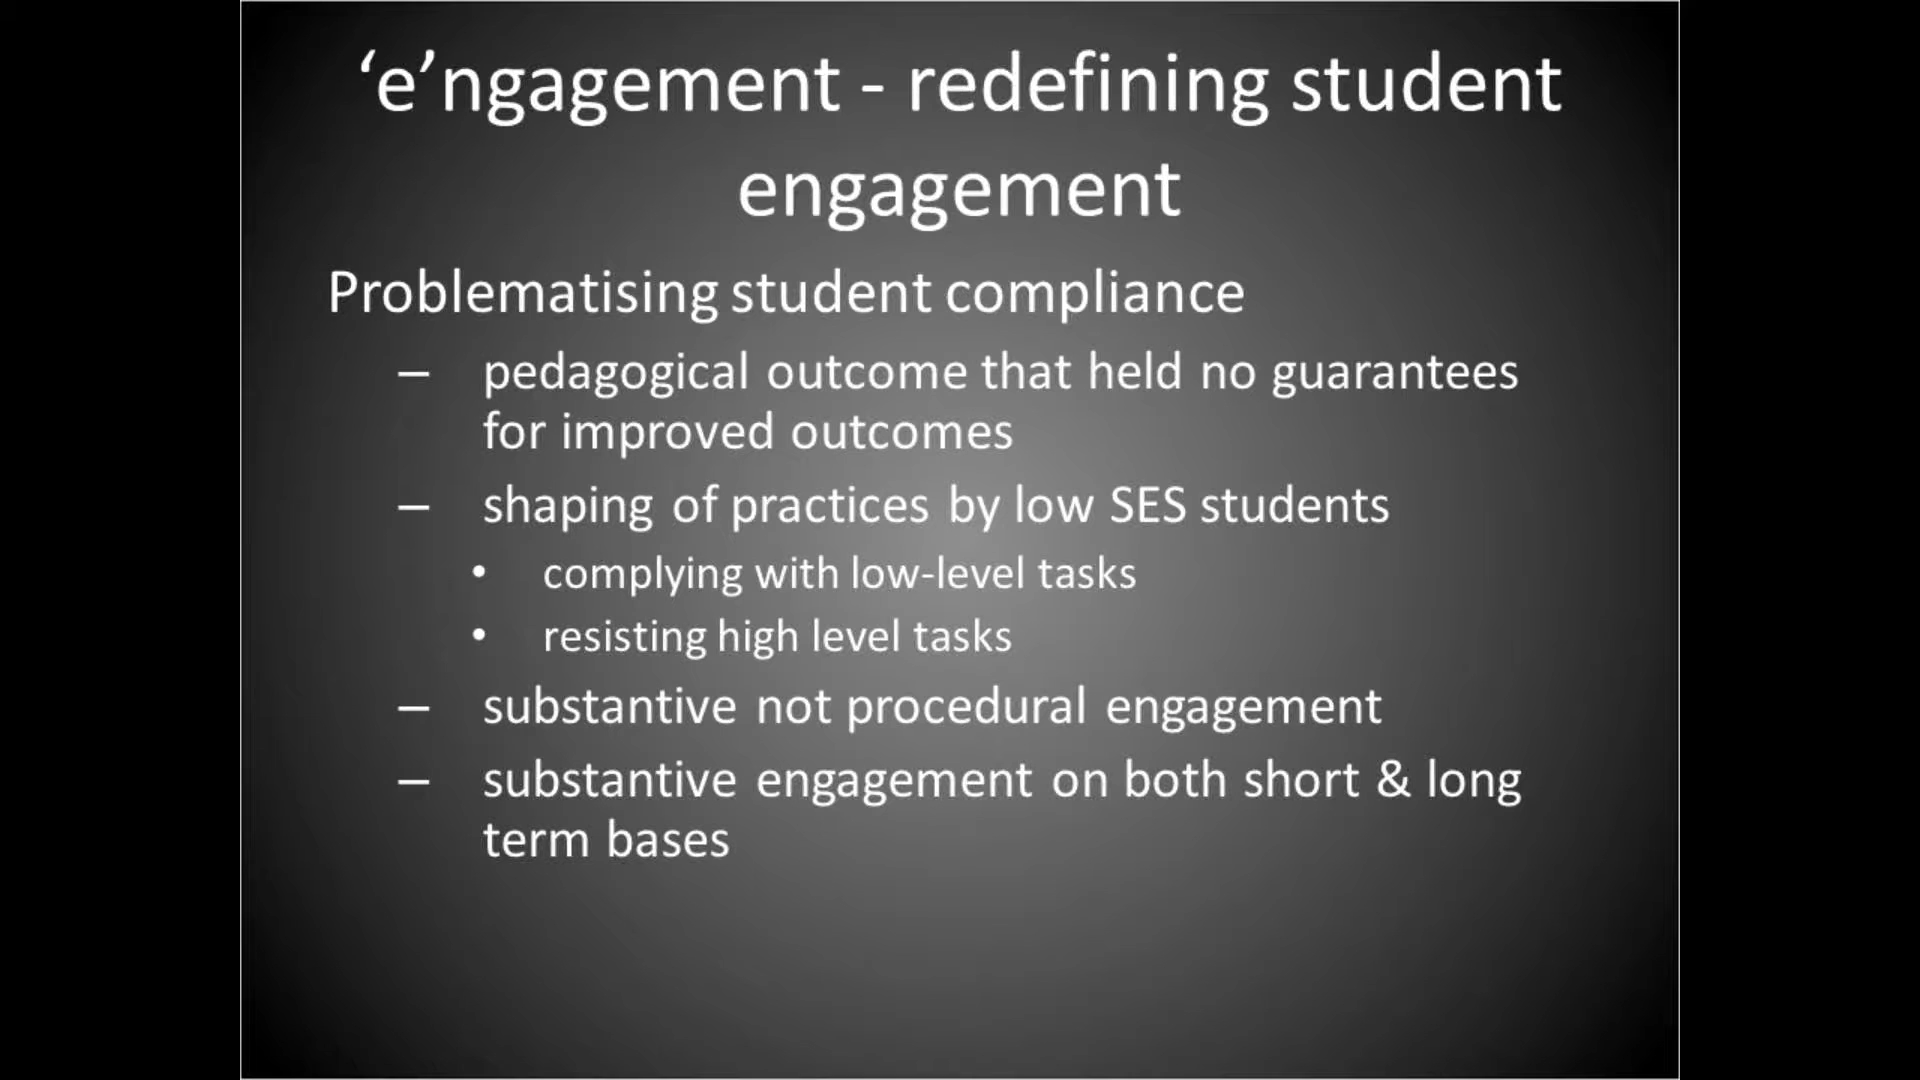 ‘e’ngagement - redefining student
engagement
Problematising student compliance
– pedagogical outcome that held no guarantees
for improved outcomes
– shaping of practices by low SES students
• complying with low-level tasks
• resisting high level tasks
– substantive not procedural engagement
– substantive engagement on both short & long
term bases